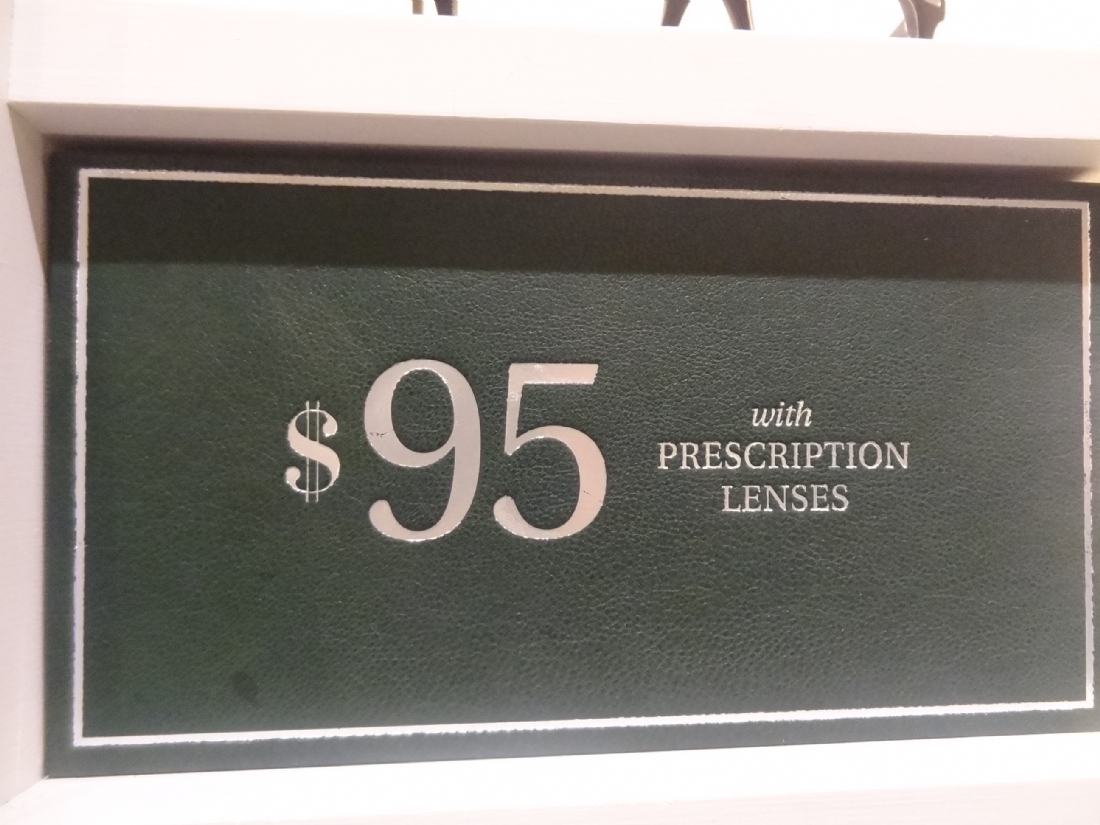 $95
with
PRESCRIPTION
LENSES